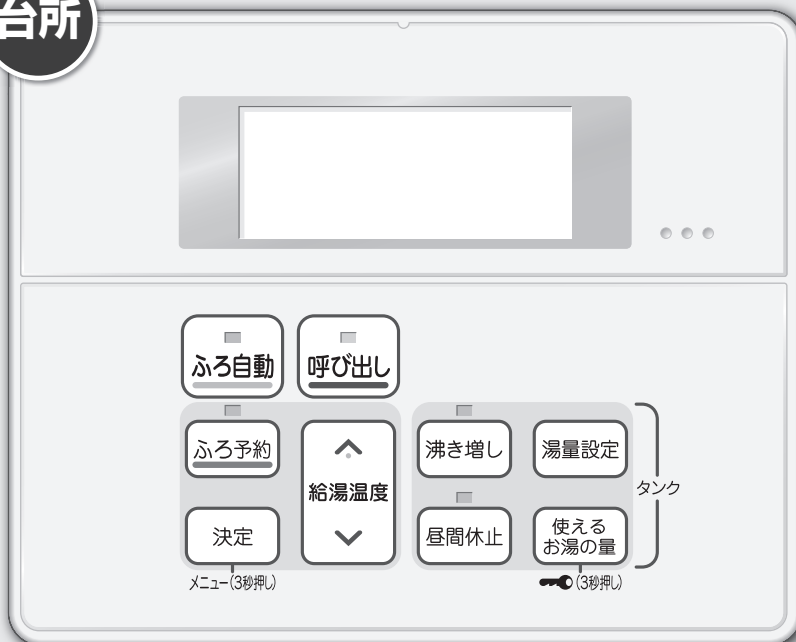 台所
ふろ自動
呼び出し
ふろ予約
給湯温度
沸き増し
湯量設定
タンク
決定
昼間休止
使える
お湯の量
メニュー(3秒押し)
(3秒押し)